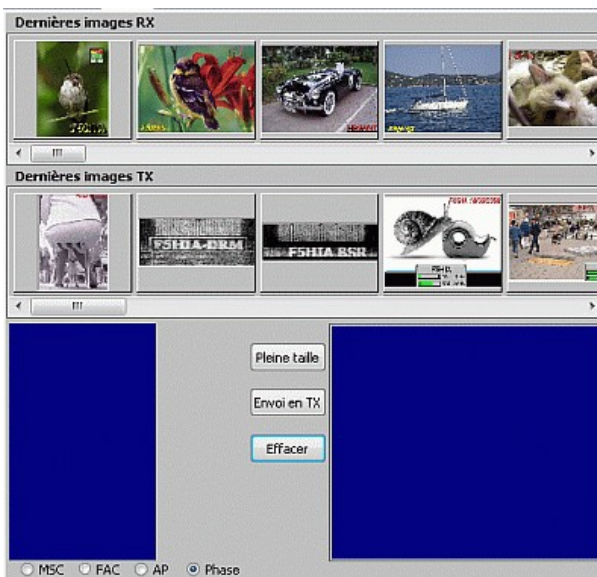 Dernières images RX
Dernières images TX
F5HIA-DRM
F5HIA BSR
F5HIA
Pleine taille
Envoi en TX
Effacer
MSC FAC AP Phase